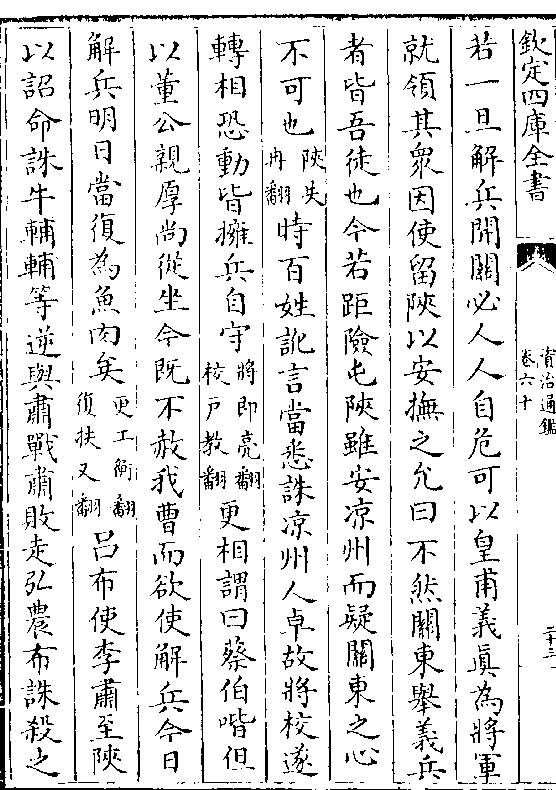 欽定四庫全書
資治通鑑
卷六十
二十三
若一旦解兵開關必人人自危可以皇甫義真為將軍
就領其衆因使留陜以安撫之允曰不然關東舉義兵
者皆吾徒也今若距險屯陜雖安涼州而疑關東之心
不可也陜失冉翻時百姓訛言當悉誅涼州人卓故將校遂
轉相恐動皆擁兵自守將即亮翻校戶教翻更相謂曰蔡伯喈但
以董公親厚尚從坐今既不赦我曹而欲使解兵今日
解兵明日當復為魚肉矣更工衡翻復扶又翻呂布使李肅至陜
以詔命誅牛輔輔等逆與肅戰肅敗走弘農布誅殺之